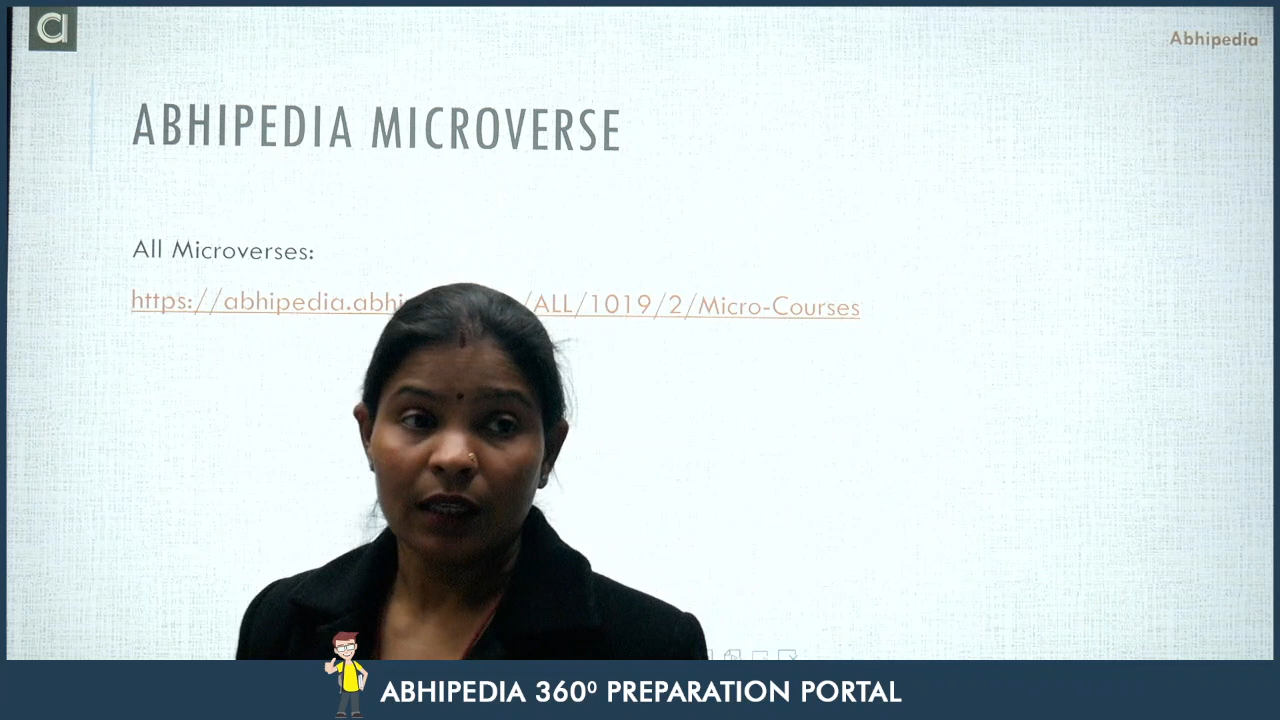 Abhipedia
ABHIPEDIA MICROVERSE
All Microverses:
https://abhipedia.abhi /ALL/1019/2/Micro-Courses
ABHIPEDIA 360⁰ PREPARATION PORTAL